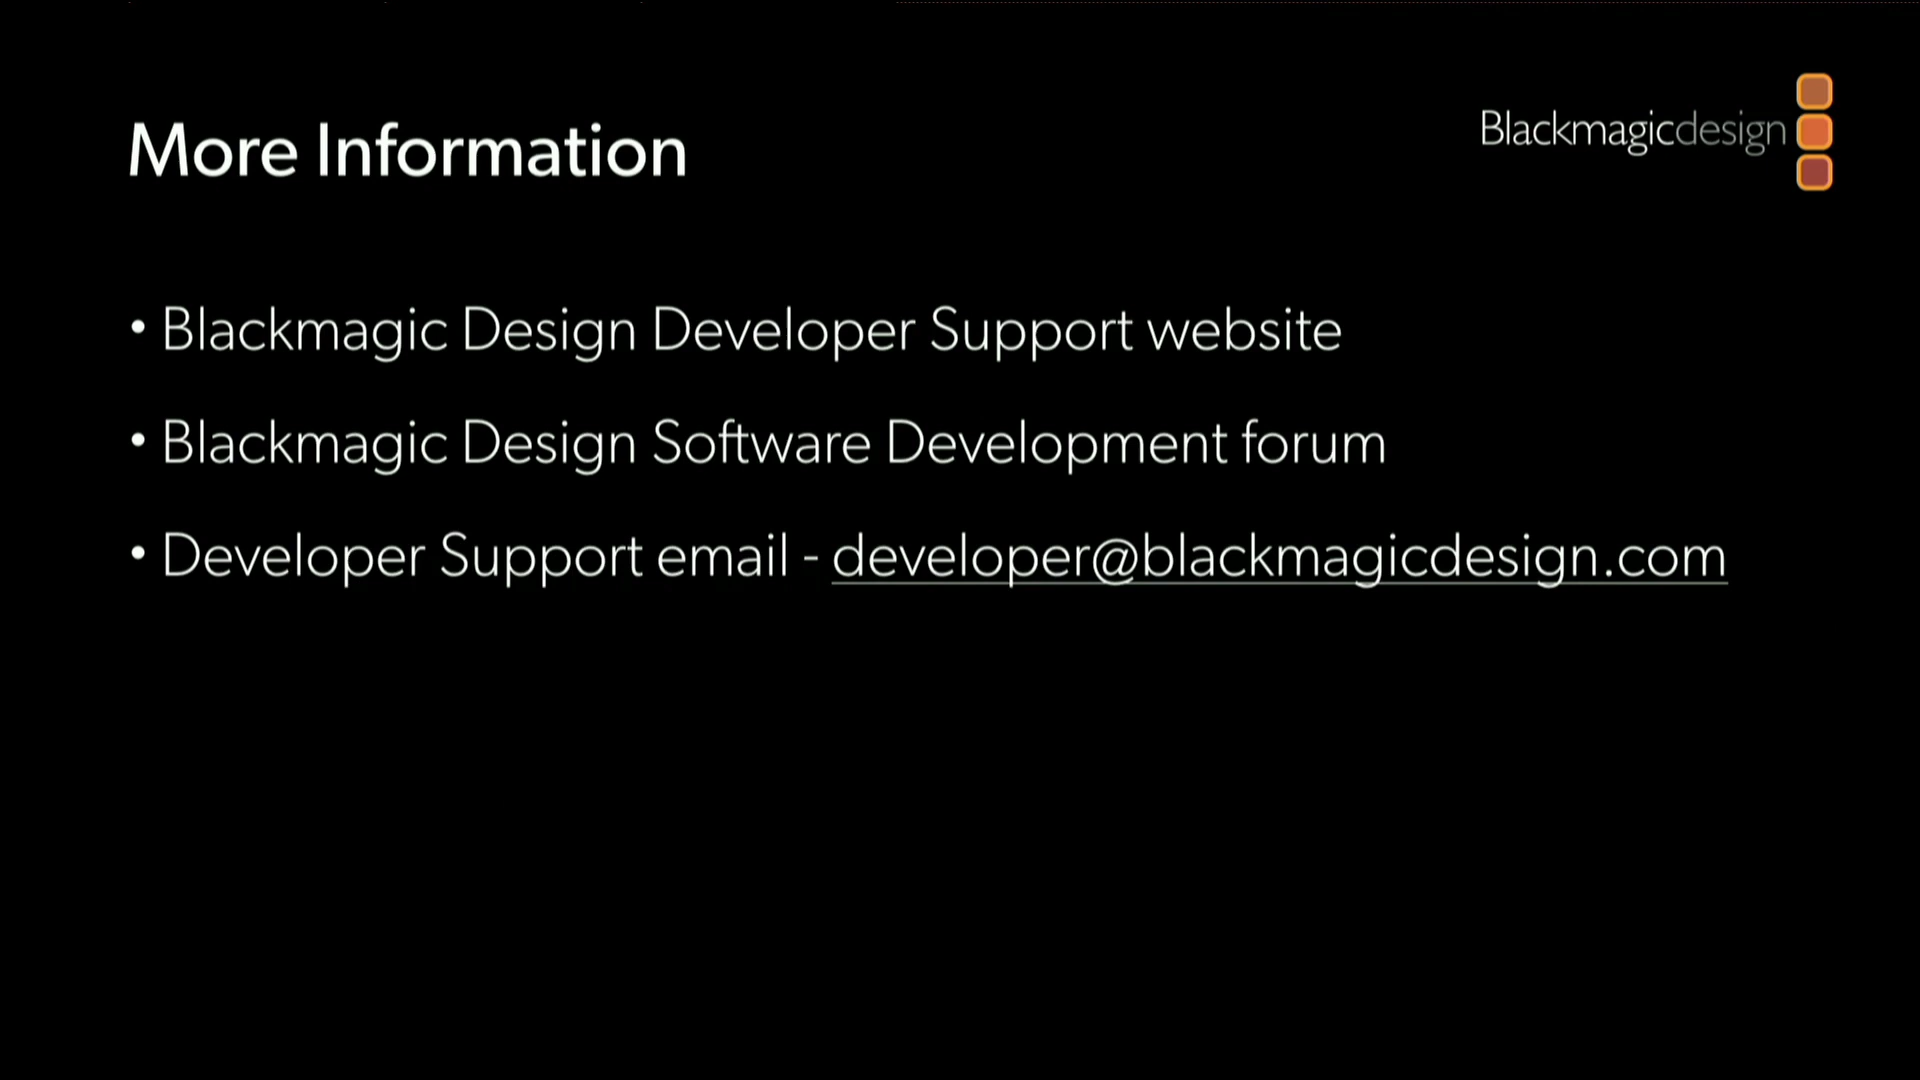 More Information
Blackmagicdesign
• Blackmagic Design Developer Support website
• Blackmagic Design Software Development forum
• Developer Support email - developer@blackmagicdesign.com